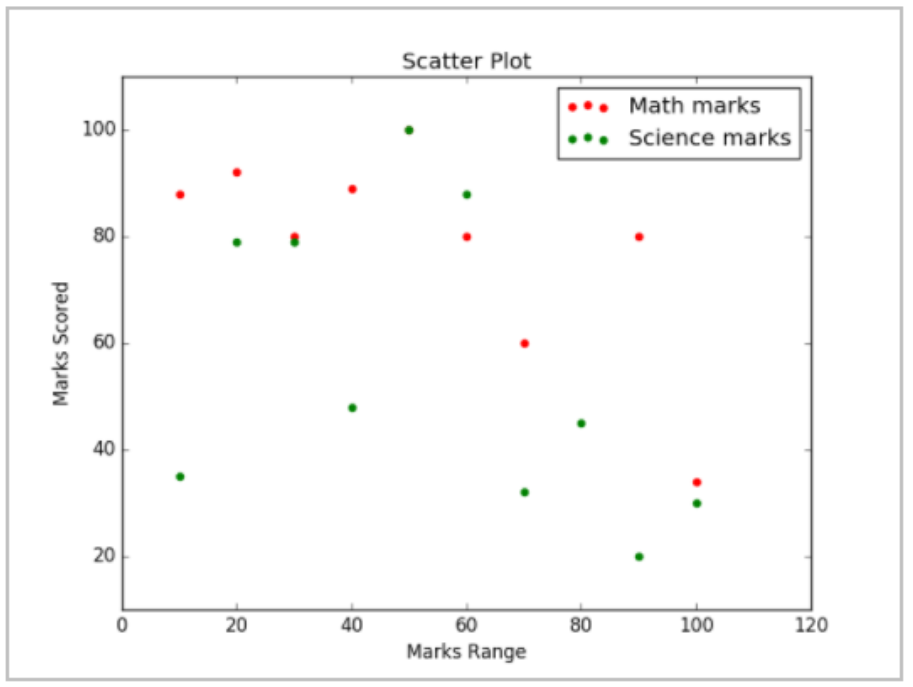 Scatter Plot
Math marks
Science marks
100
80
60
40
20
Marks Scored
0 20 40 60 80 100 120
Marks Range